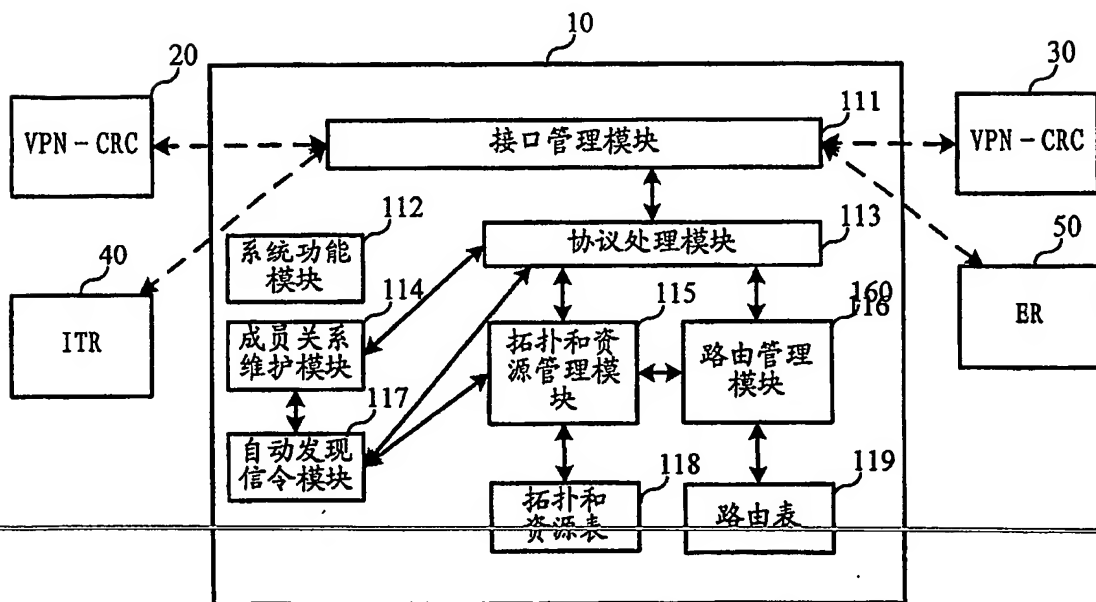 10
20
30
VPN-CRC
接口管理模块
111
VPN-CRC
112
系统功能
模块
协议处理模块
113
40
ITR
50
ER
114
成员关系
维护模块
115
拓扑和资
源管理模
块
160
路由管理
模块
117
自动发现
信令模块
118
拓扑和
资源表
119
路由表